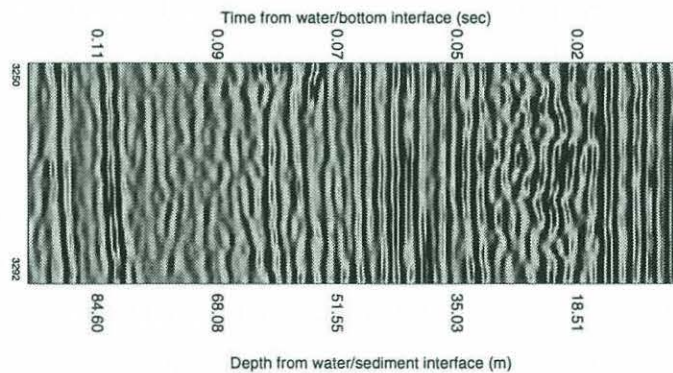 Time from water/bottom interface (sec)
0.11 0.09 0.07 0.05 0.02
3250
3292
84.60 68.08 51.55 35.03 18.51
Depth from water/sediment interface (m)